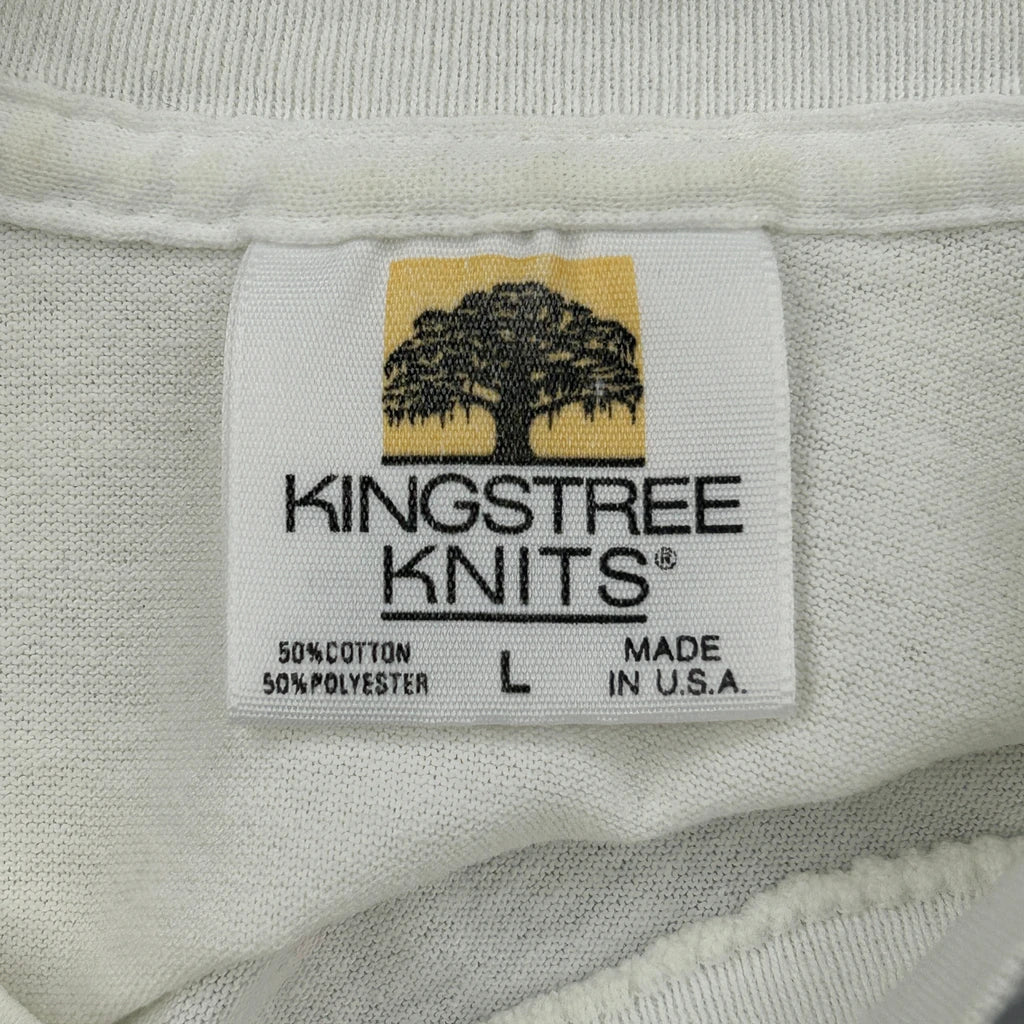 KINGSTREE
KNITS®
50% COTTON
50% POLYESTER
L
MADE
IN U.S.A.